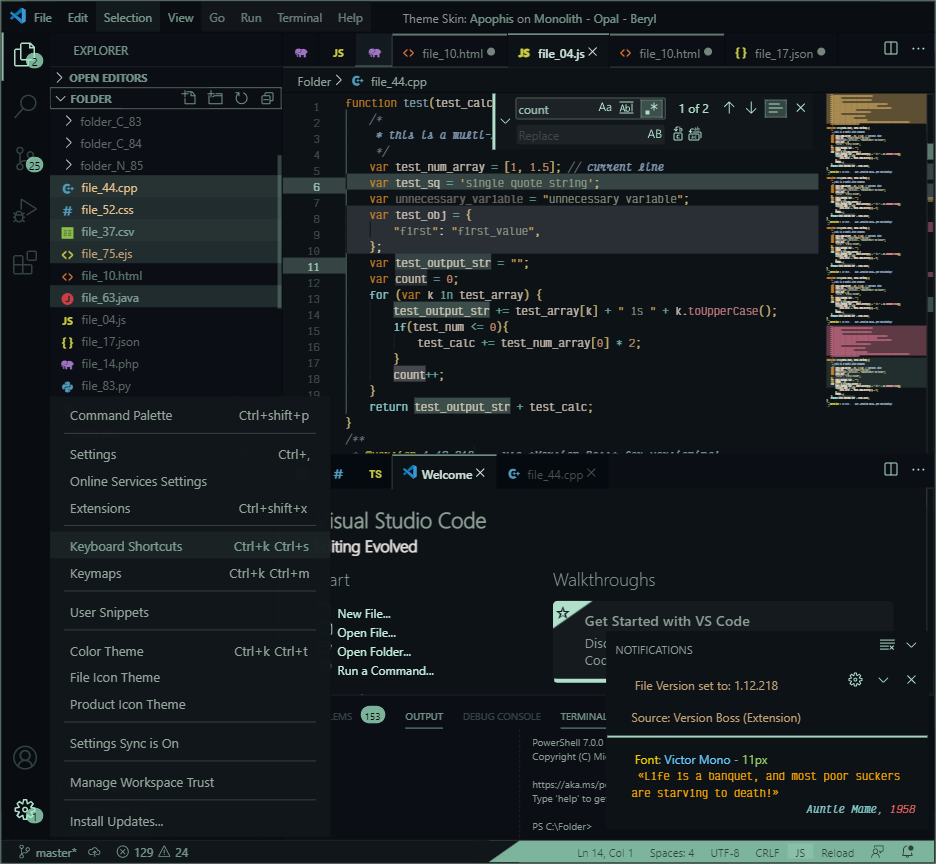 File Edit Selection View Go Run Terminal Help Theme Skin: Apophis on Monolith - Opal - Beryl
EXPLORER
OPEN EDITORS
FOLDER
folder_C_83
folder_C_84
folder_N_85
file_44.cpp
file_52.css
file_37.csv
file_75.ejs
file_10.html
file_63.java
file_04.js
file_17.json
file_14.php
file_83.py
2
25
1
JS <> file_10.html JS file_04.js <> file_10.html {} file_17.json
Folder > file_44.cpp
count Aa Abl .* 1 of 2
Replace AB
1 function test(test_calc
2 /*
3 * this is a multi-
4 */
5 var test_num_array = [1, 1.5]; // current line
6 var test_sq = 'single quote string';
7 var unnecessary_variable = "unnecessary variable";
8 var test_obj = {
9 "first": "first_value",
10 };
11 var test_output_str = "";
12 var count = 0;
13 for (var k in test_array) {
14 test_output_str += test_array[k] + " is " + k.toUpperCase();
15 if(test_num <= 0){
16 test_calc += test_num_array[0] * 2;
17 }
18 count++;
19 }
return test_output_str + test_calc;
}
/**
Command Palette Ctrl+shift+p
Settings Ctrl+,
Online Services Settings
Extensions Ctrl+shift+x
Keyboard Shortcuts Ctrl+k Ctrl+s
Keymaps Ctrl+k Ctrl+m
User Snippets
Color Theme Ctrl+k Ctrl+t
File Icon Theme
Product Icon Theme
Settings Sync is On
Manage Workspace Trust
Install Updates...
# TS Welcome file_44.cpp
isual Studio Code
iting Evolved
art
New File...
Open File...
Open Folder...
Run a Command...
Walkthroughs
Get Started with VS Code
Disc
Coc
LEMS 153 OUTPUT DEBUG CONSOLE TERMINAL
PowerShell 7.0.0
Copyright (C) Mi
https://aka.ms/p
Type 'help' to ge
PS C:\Folder>
NOTIFICATIONS
File Version set to: 1.12.218
Source: Version Boss (Extension)
Font: Victor Mono - 11px
«Life is a banquet, and most poor suckers
are starving to death!»
Auntie Mame, 1958
master* 129 24 Ln 14, Col 1 Spaces: 4 UTF-8 CRLF JS Reload